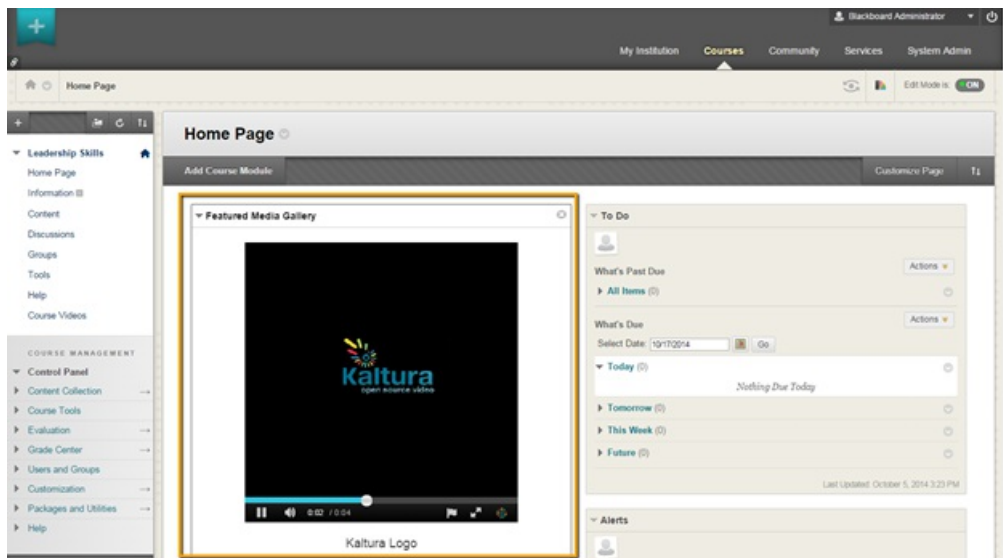 Blackboard Administrator
My Institution Courses Community Services System Admin
Home Page
Edit Mode is: ON
Leadership Skills
Home Page
Information
Content
Discussions
Groups
Tools
Help
Course Videos
COURSE MANAGEMENT
Control Panel
Content Collection
Course Tools
Evaluation
Grade Center
Users and Groups
Customization
Packages and Utilities
Help
Home Page
Add Course Module
Customize Page
Featured Media Gallery
Kaltura
open source video
0:02 / 0:04
Kaltura Logo
To Do
What's Past Due
Actions
All Items (0)
What's Due
Actions
Select Date: 10/17/2014 Go
Today (0)
Nothing Due Today
Tomorrow (0)
This Week (0)
Future (0)
Last Updated: October 5, 2014 3:23 PM
Alerts